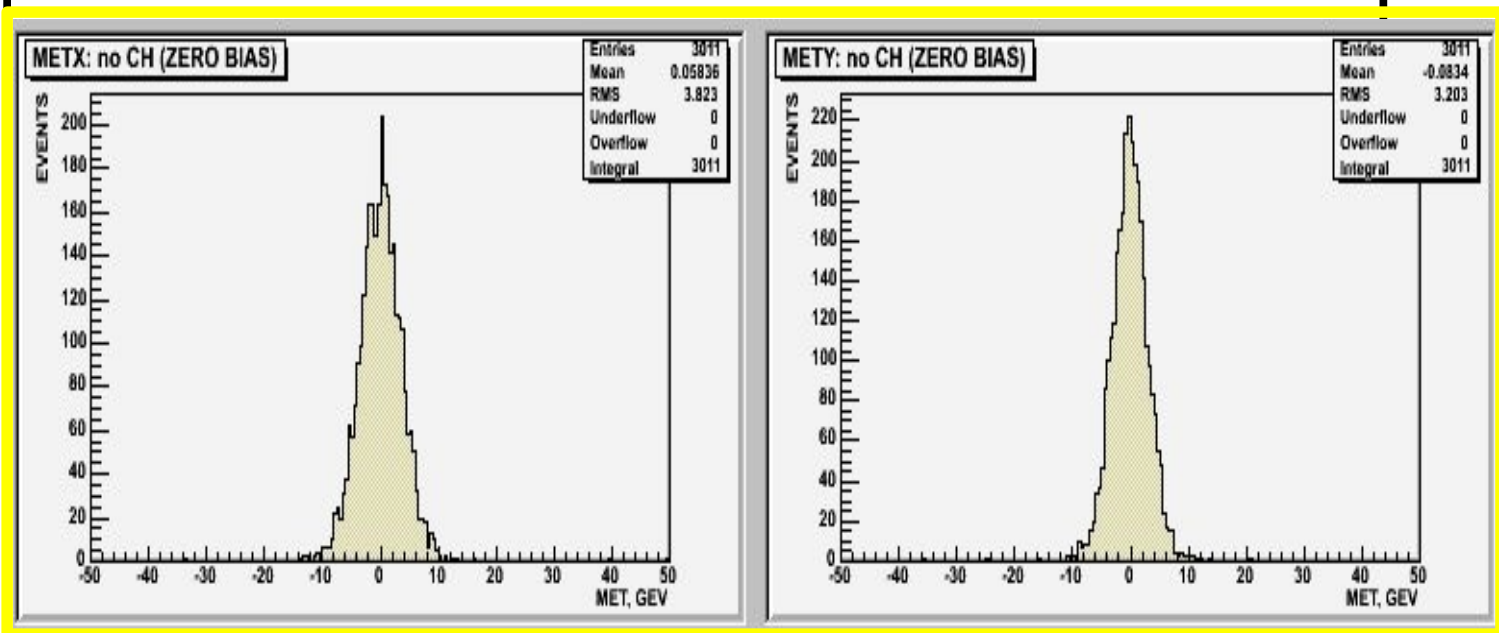 METX: no CH (ZERO BIAS)
Entries 3011
Mean 0.05836
RMS 3.823
Underflow 0
Overflow 0
Integral 3011
EVENTS
200
180
160
140
120
100
80
60
40
20
0
-50 -40 -30 -20 -10 0 10 20 30 40 50
MET, GEV
METY: no CH (ZERO BIAS)
Entries 3011
Mean -0.0834
RMS 3.203
Underflow 0
Overflow 0
Integral 3011
EVENTS
220
200
180
160
140
120
100
80
60
40
20
0
-50 -40 -30 -20 -10 0 10 20 30 40 50
MET, GEV